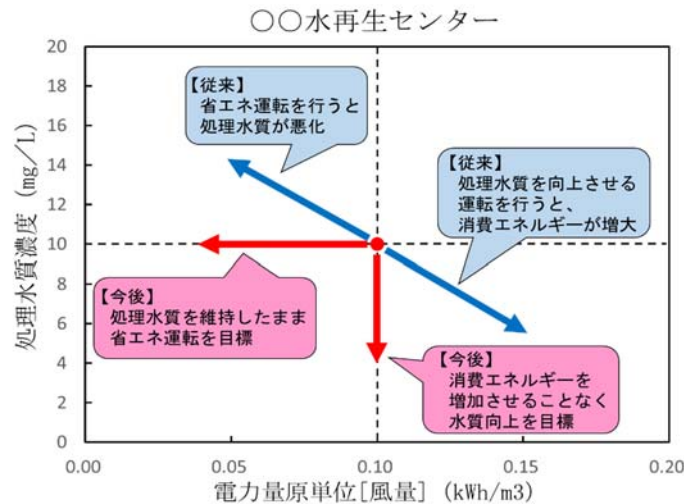 ○○水再生センター
処理水質濃度 (mg／L)
20
18
16
14
12
10
8
6
4
2
0
【従来】
省エネ運転を行うと
処理水質が悪化
【従来】
処理水質を向上させる
運転を行うと、
消費エネルギーが増大
【今後】
処理水質を維持したまま
省エネ運転を目標
【今後】
消費エネルギーを
増加させることなく
水質向上を目標
0.00 0.05 0.10 0.15 0.20
電力量原単位[風量] (kWh/m3)